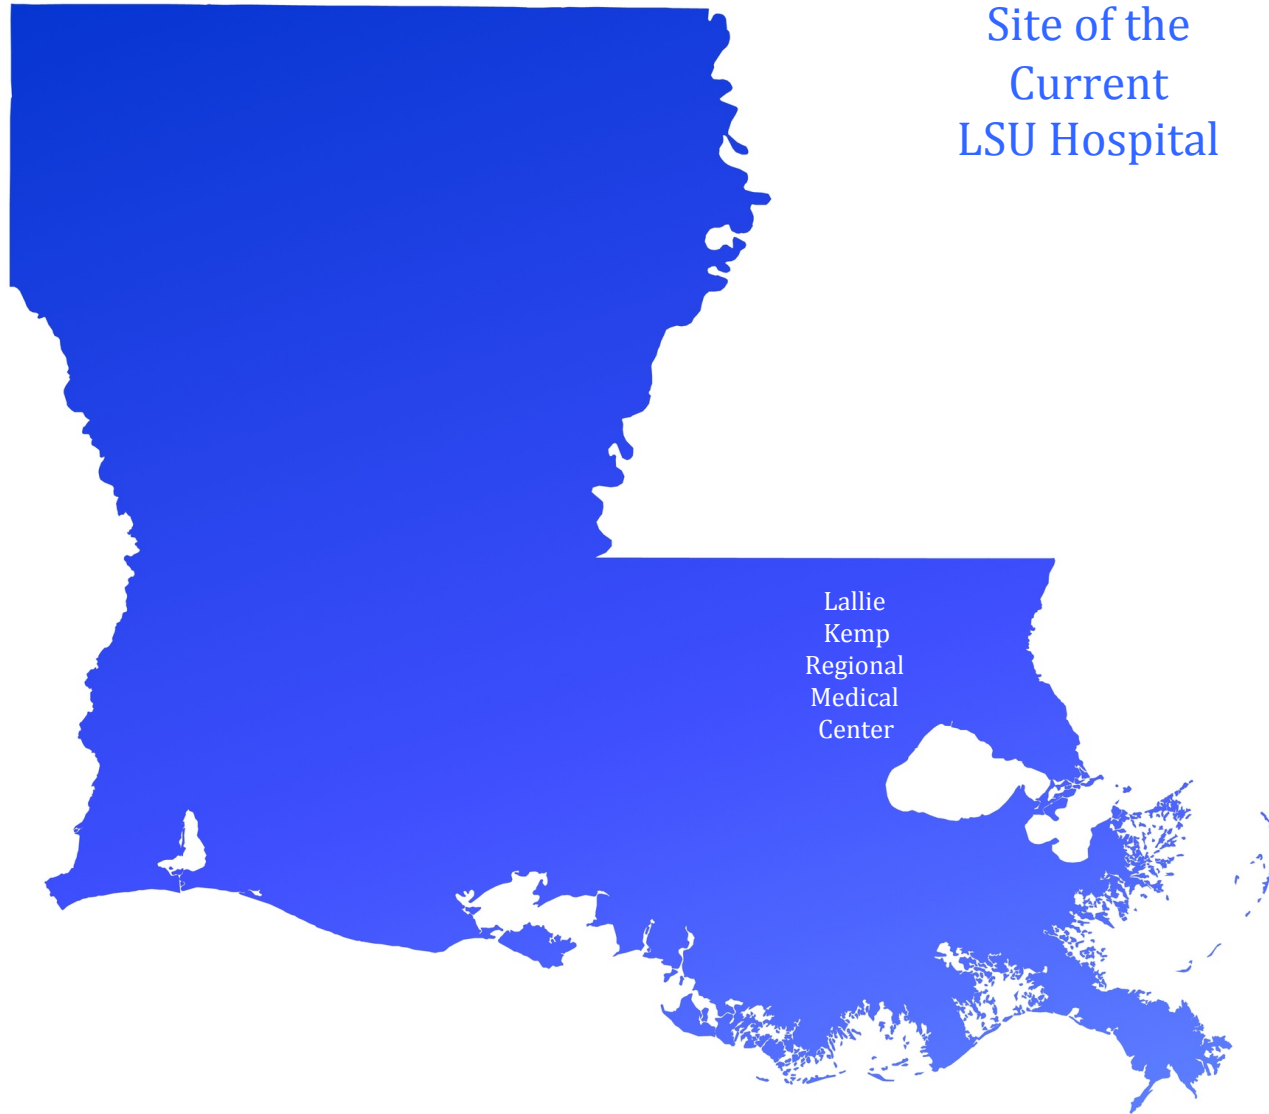 Site of the
Current
LSU Hospital
Lallie
Kemp
Regional
Medical
Center